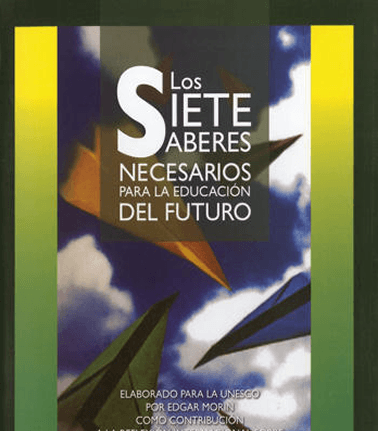 Los
SIETE
SABERES
NECESARIOS
PARA LA EDUCACIÓN
DEL FUTURO
ELABORADO PARA LA UNESCO
POR EDGAR MORIN
COMO CONTRIBUCIÓN